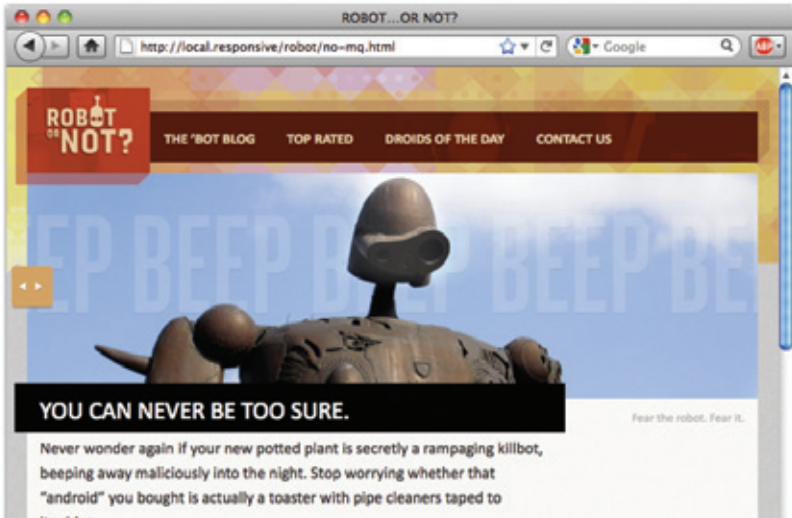 ROBOT...OR NOT?
http://local.responsive/robot/no-mq.html
Google
ABP
ROBOT
OR NOT?
THE 'BOT BLOG
TOP RATED
DROIDS OF THE DAY
CONTACT US
EEP BEEP BEEP BEEP BE
YOU CAN NEVER BE TOO SURE.
Fear the robot. Fear it.
Never wonder again if your new potted plant is secretly a rampaging killbot,
beeping away maliciously into the night. Stop worrying whether that
"android" you bought is actually a toaster with pipe cleaners taped to